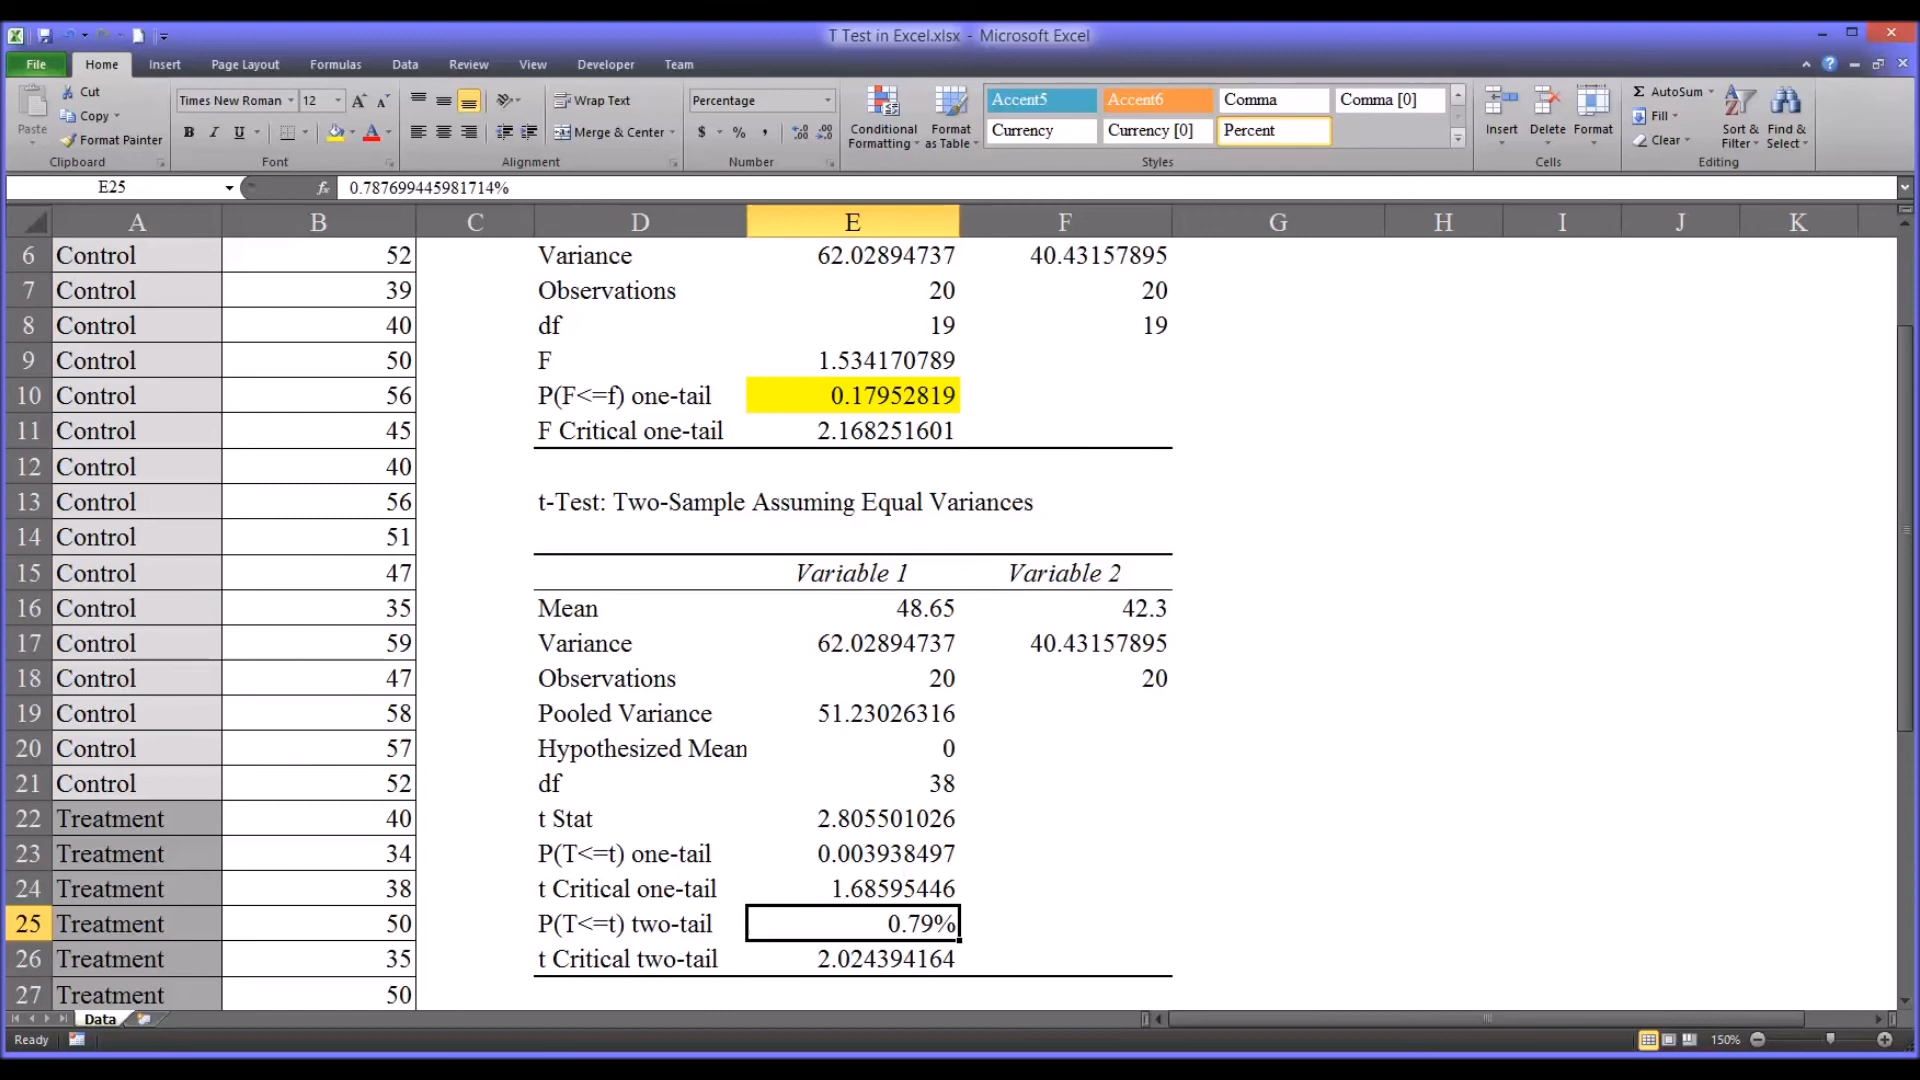 T Test in Excel.xlsx - Microsoft Excel
File Home Insert Page Layout Formulas Data Review View Developer Team
Paste
Cut
Copy
Format Painter
Clipboard
Times New Roman 12
B I U
Font
Wrap Text
Merge & Center
Alignment
Percentage
$ % ,
Number
Conditional Formatting
Format as Table
Accent5 Accent6 Comma Comma [0]
Currency Currency [0] Percent
Styles
Insert Delete Format
Cells
Σ AutoSum
Fill
Clear
Sort & Filter
Find & Select
Editing
E25 fx 0.787699445981714%
A B C D E F G H I J K
6 Control 52 Variance 62.02894737 40.43157895
7 Control 39 Observations 20 20
8 Control 40 df 19 19
9 Control 50 F 1.534170789
10 Control 56 P(F<=f) one-tail 0.17952819
11 Control 45 F Critical one-tail 2.168251601
12 Control 40
13 Control 56 t-Test: Two-Sample Assuming Equal Variances
14 Control 51
15 Control 47 Variable 1 Variable 2
16 Control 35 Mean 48.65 42.3
17 Control 59 Variance 62.02894737 40.43157895
18 Control 47 Observations 20 20
19 Control 58 Pooled Variance 51.23026316
20 Control 57 Hypothesized Mean 0
21 Control 52 df 38
22 Treatment 40 t Stat 2.805501026
23 Treatment 34 P(T<=t) one-tail 0.003938497
24 Treatment 38 t Critical one-tail 1.68595446
25 Treatment 50 P(T<=t) two-tail 0.79%
26 Treatment 35 t Critical two-tail 2.024394164
27 Treatment 50
Data
Ready 150%